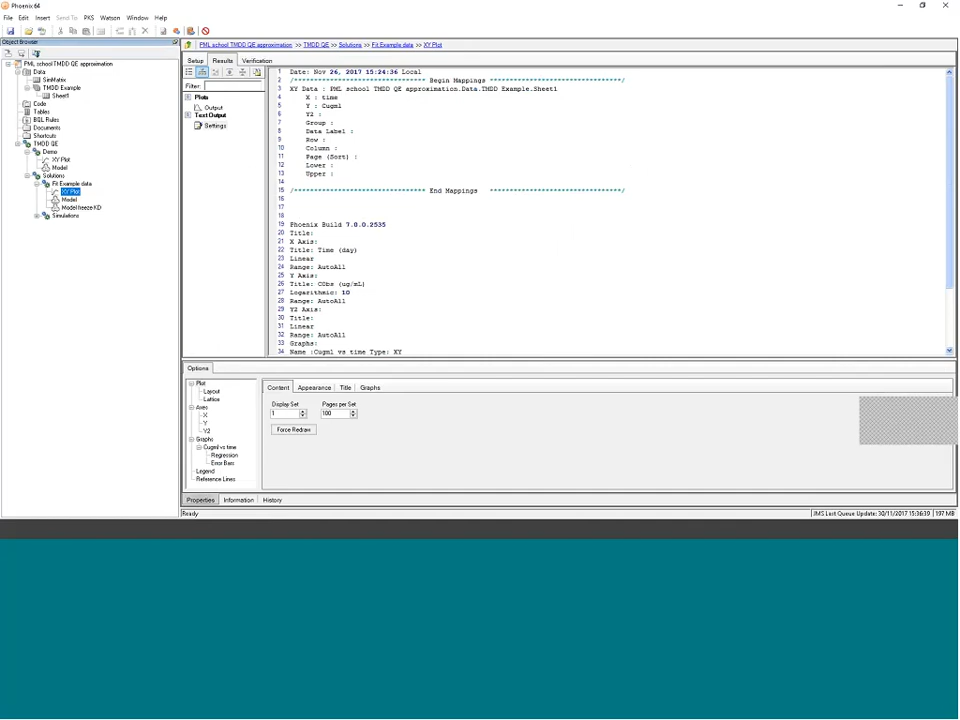 Phoenix 64
File Edit Insert Send To PKS Watson Window Help
Object Browser
PML school TMDD QE approximation
Data
SimMatrix
TMDD Example
Sheet1
Code
Tables
BQL Rules
Documents
Shortcuts
TMDD QE
Demo
XY Plot
Model
Solutions
Fit Example data
XY Plot
Model
Model freeze KD
Simulations
PML school TMDD QE approximation >> TMDD QE >> Solutions >> Fit Example data >> XY Plot
Setup Results Verification
Filter:
Plots
Output
Text Output
Settings
1 Date: Nov 26, 2017 15:24:36 Local
2 /******************************* Begin Mappings *******************************/
3 XY Data : PML school TMDD QE approximation.Data.TMDD Example.Sheet1
4 X : time
5 Y : Cugml
6 Y2 :
7 Group :
8 Data Label :
9 Row :
10 Column :
11 Page (Sort) :
12 Lower :
13 Upper :
14
15 /******************************* End Mappings *******************************/
16
17
18
19 Phoenix Build 7.0.0.2535
20 Title:
21 X Axis:
22 Title: Time (day)
23 Linear
24 Range: AutoAll
25 Y Axis:
26 Title: CObs (ug/mL)
27 Logarithmic: 10
28 Range: AutoAll
29 Y2 Axis:
30 Title:
31 Linear
32 Range: AutoAll
33 Graphs:
34 Name :Cugml vs time Type: XY
Options
Plot
Layout
Lattice
Axes
X
Y
Y2
Graphs
Cugml vs time
Regression
Error Bars
Legend
Reference Lines
Content Appearance Title Graphs
Display Set Pages per Set
1 100
Force Redraw
Properties Information History
Ready JMS Last Queue Update: 30/11/2017 15:36:39 197 MB